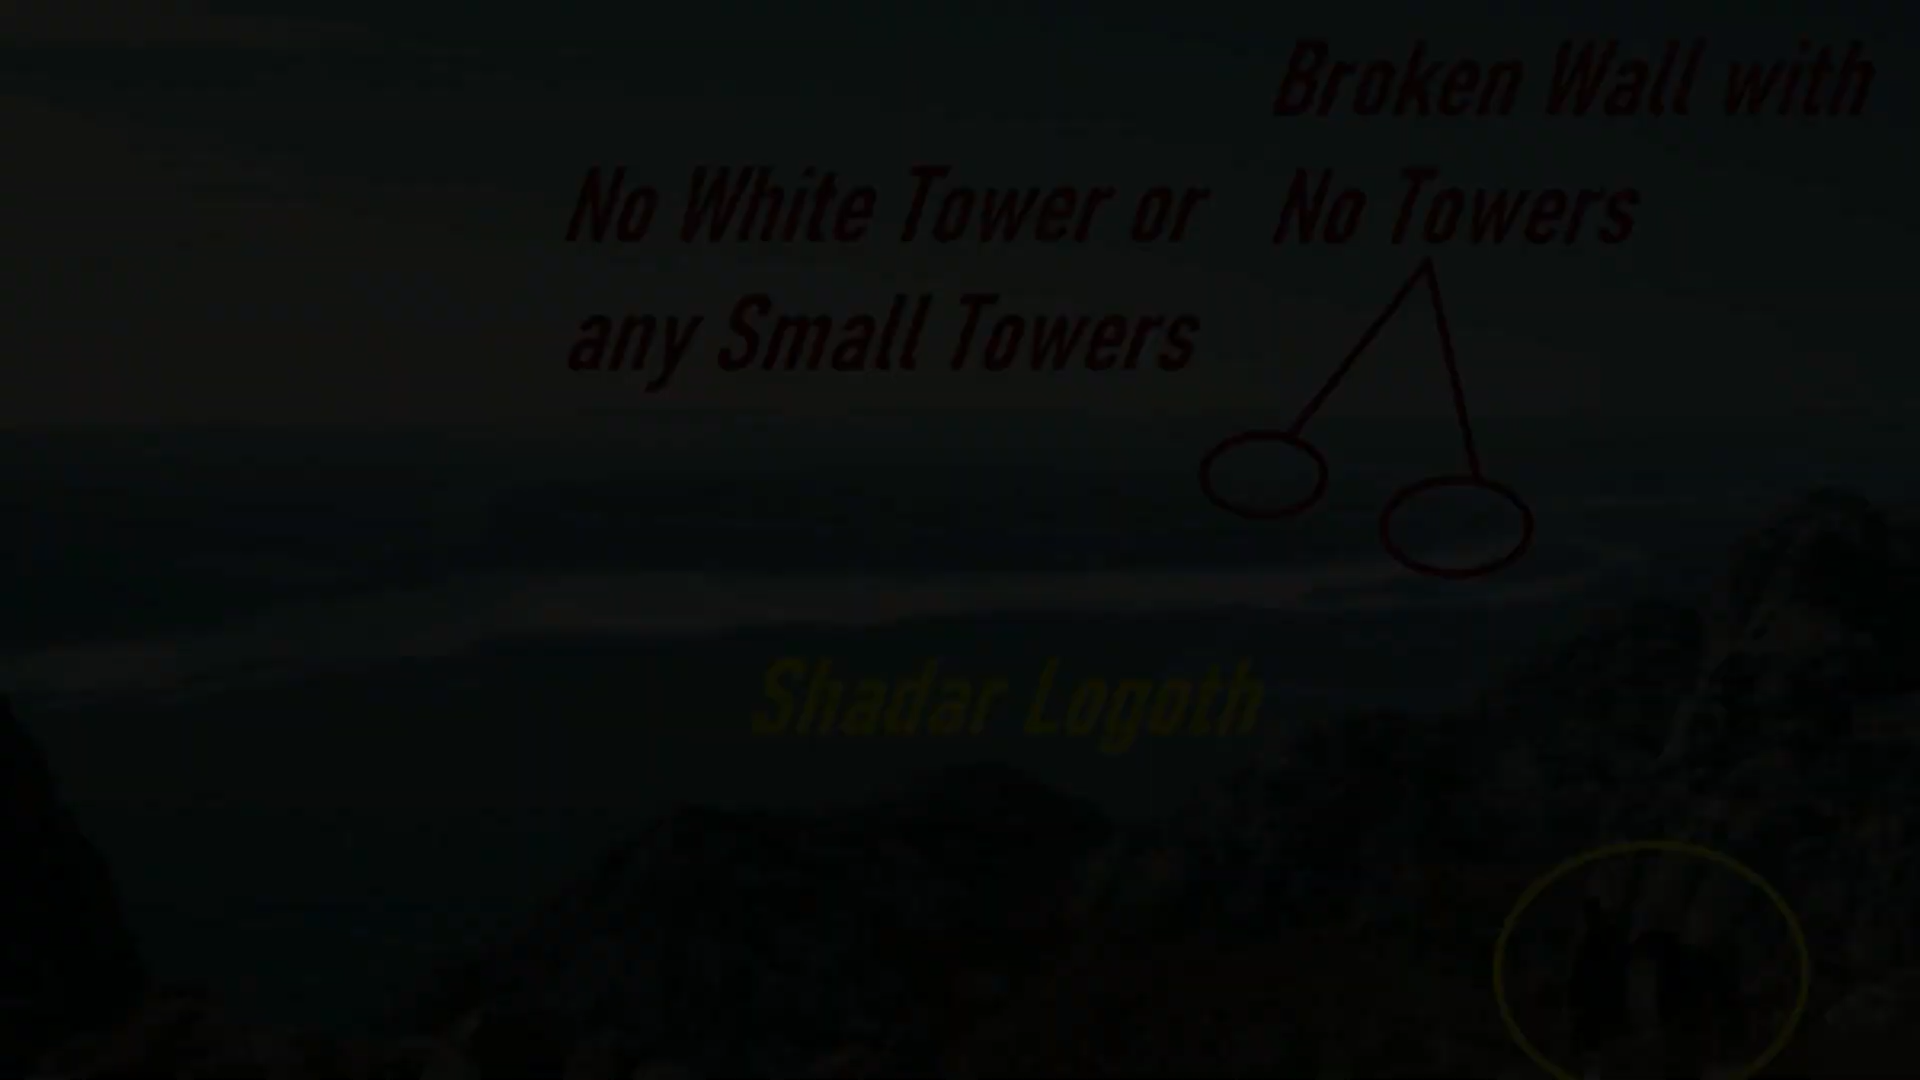 Broken Wall with
No Towers
No White Tower or
any Small Towers
Shadar Logoth